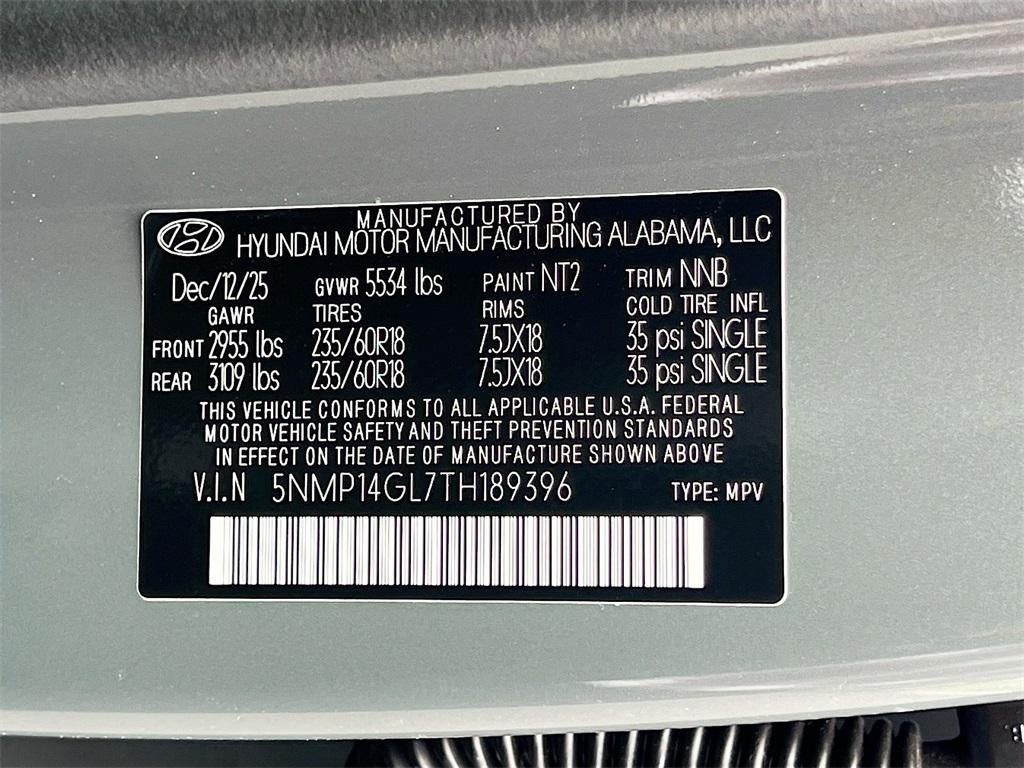 MANUFACTURED BY
HYUNDAI MOTOR MANUFACTURING ALABAMA, LLC
Dec/12/25 GVWR 5534 lbs PAINT NT2 TRIM NNB
GAWR TIRES RIMS COLD TIRE INFL
FRONT 2955 lbs 235/60R18 7.5JX18 35 psi SINGLE
REAR 3109 lbs 235/60R18 7.5JX18 35 psi SINGLE
THIS VEHICLE CONFORMS TO ALL APPLICABLE U.S.A. FEDERAL
MOTOR VEHICLE SAFETY AND THEFT PREVENTION STANDARDS
IN EFFECT ON THE DATE OF MANUFACTURE SHOWN ABOVE
V.I.N 5NMP14GL7TH189396 TYPE: MPV